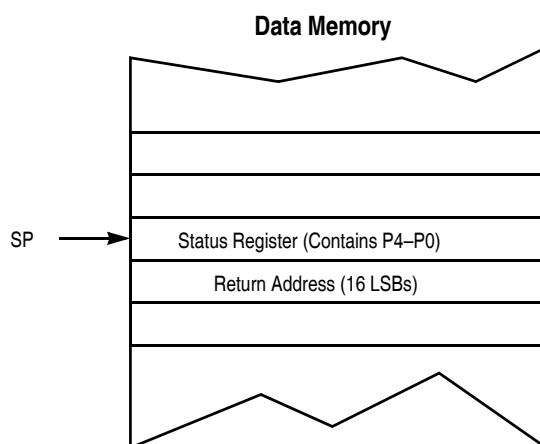 Data Memory
SP
Status Register (Contains P4–P0)
Return Address (16 LSBs)